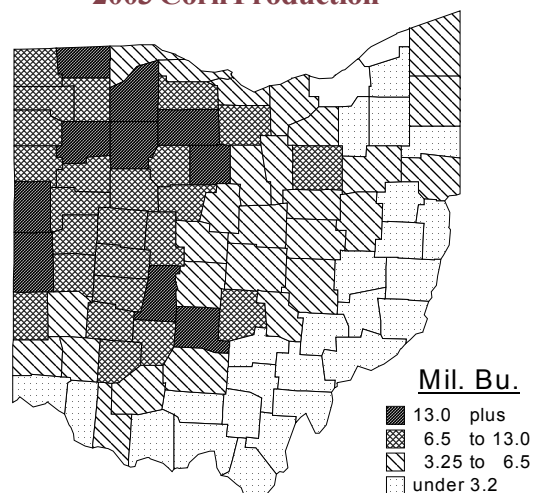 2005 Corn Production
Mil. Bu.
13.0 plus
6.5 to 13.0
3.25 to 6.5
under 3.2